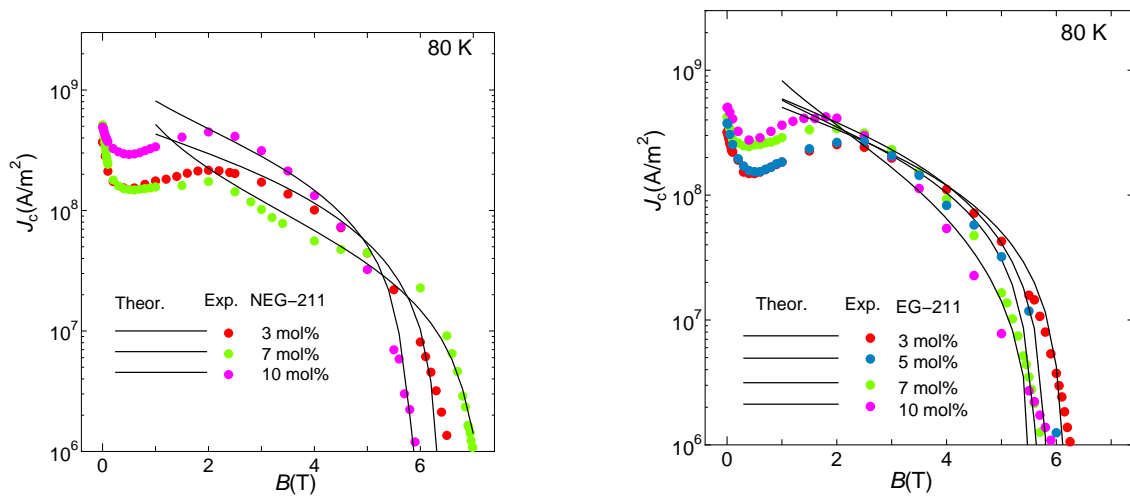 80 K
10^9
10^8
10^7
10^6
J_c(A/m^2)
Theor. Exp. NEG−211
3 mol%
7 mol%
10 mol%
0 2 4 6
B(T)
80 K
10^9
10^8
10^7
10^6
J_c(A/m^2)
Theor. Exp. EG−211
3 mol%
5 mol%
7 mol%
10 mol%
0 2 4 6
B(T)